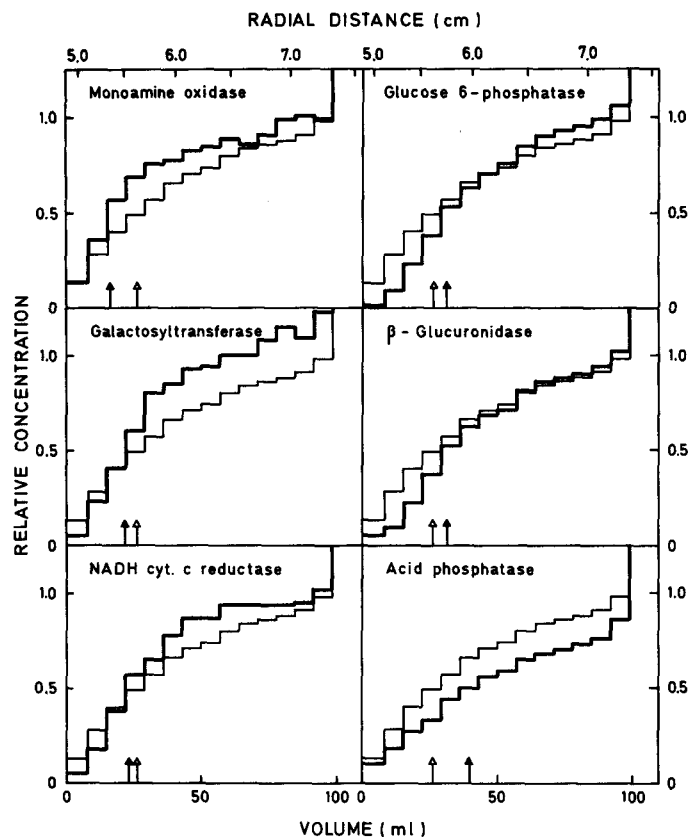 RADIAL DISTANCE (cm)
5.0 6.0 7.0 5.0 6.0 7.0
Monoamine oxidase
Glucose 6-phosphatase
1.0 1.0
0.5 0.5
0 0
Galactosyltransferase
β-Glucuronidase
1.0 1.0
0.5 0.5
0 0
NADH cyt. c reductase
Acid phosphatase
1.0 1.0
0.5 0.5
0 0
0 50 100 0 50 100
RELATIVE CONCENTRATION
VOLUME (ml)